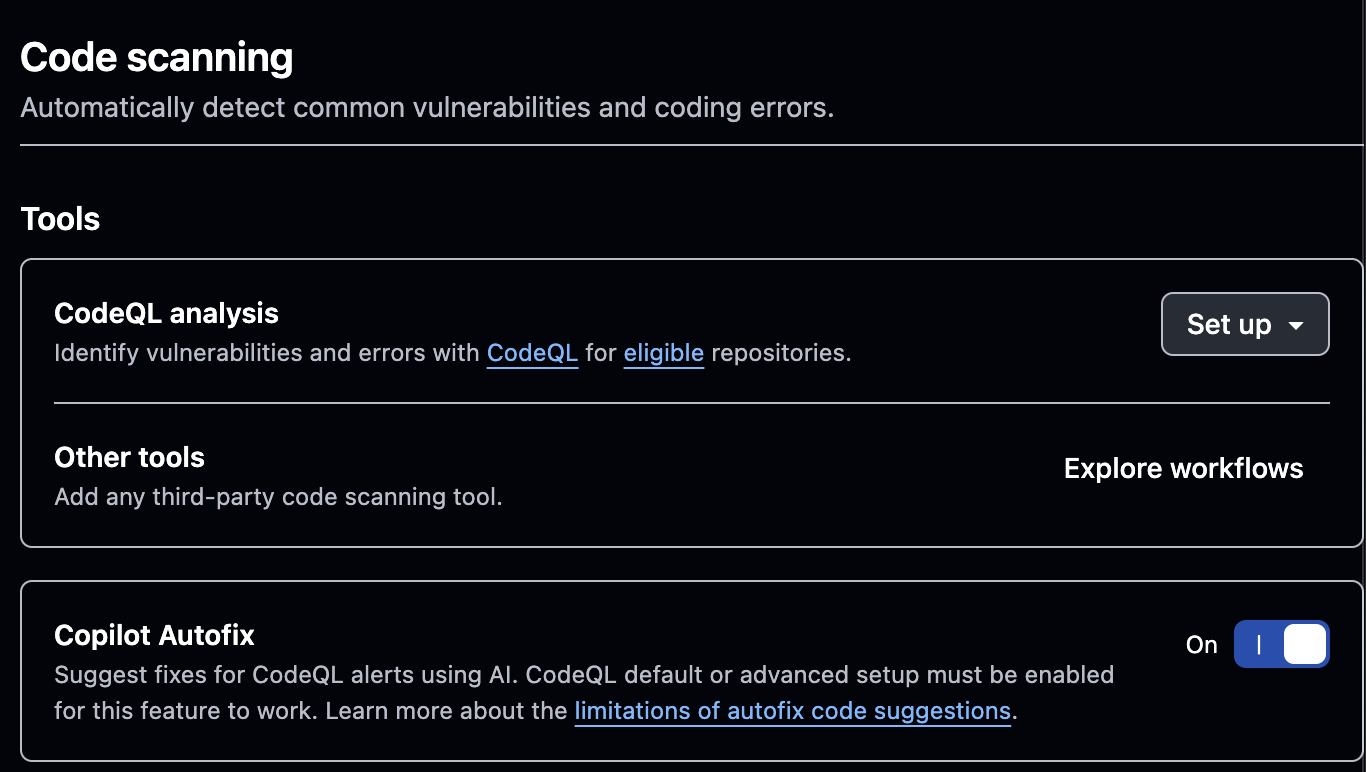 Code scanning
Automatically detect common vulnerabilities and coding errors.
Tools
CodeQL analysis
Identify vulnerabilities and errors with CodeQL for eligible repositories.
Set up
Other tools
Add any third-party code scanning tool.
Explore workflows
Copilot Autofix
Suggest fixes for CodeQL alerts using AI. CodeQL default or advanced setup must be enabled
for this feature to work. Learn more about the limitations of autofix code suggestions.
On